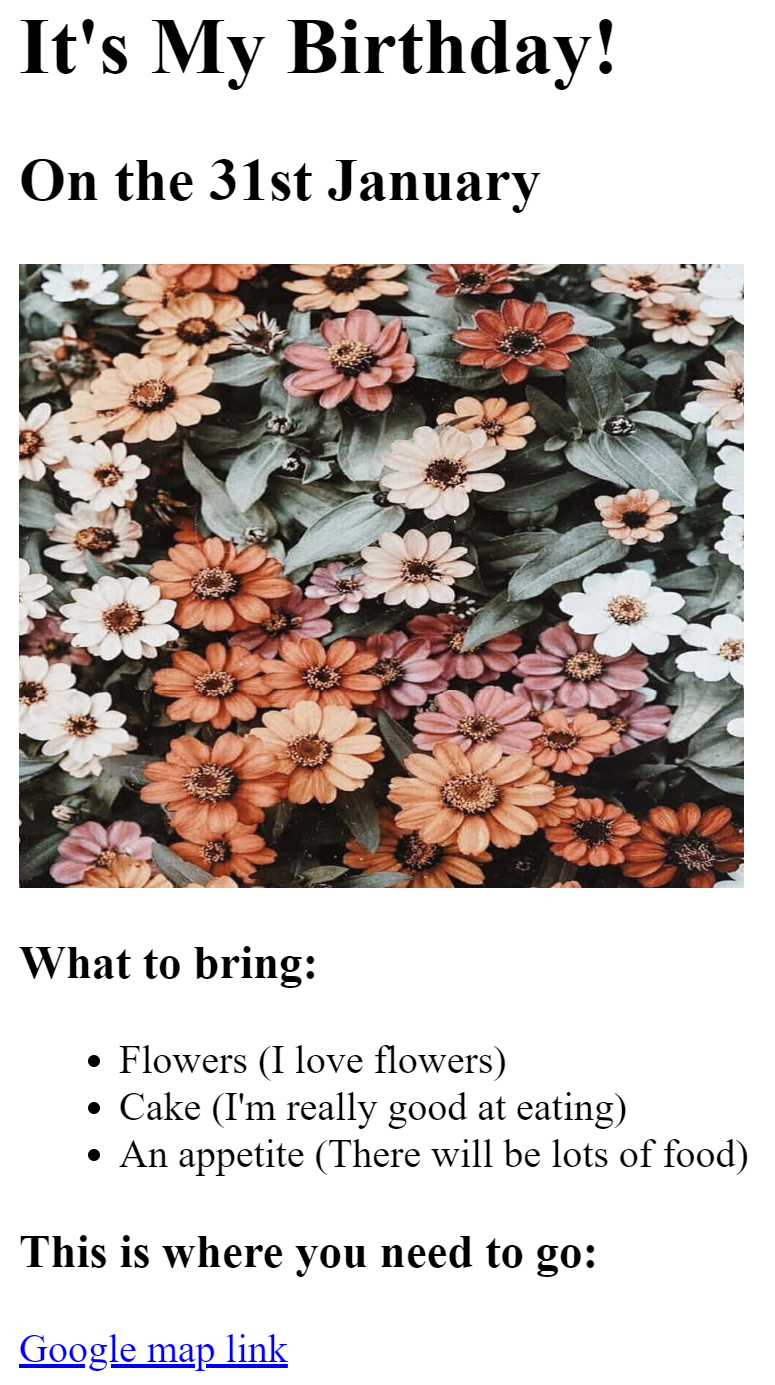 It's My Birthday!
On the 31st January
What to bring:
Flowers (I love flowers)
Cake (I'm really good at eating)
An appetite (There will be lots of food)
This is where you need to go:
Google map link